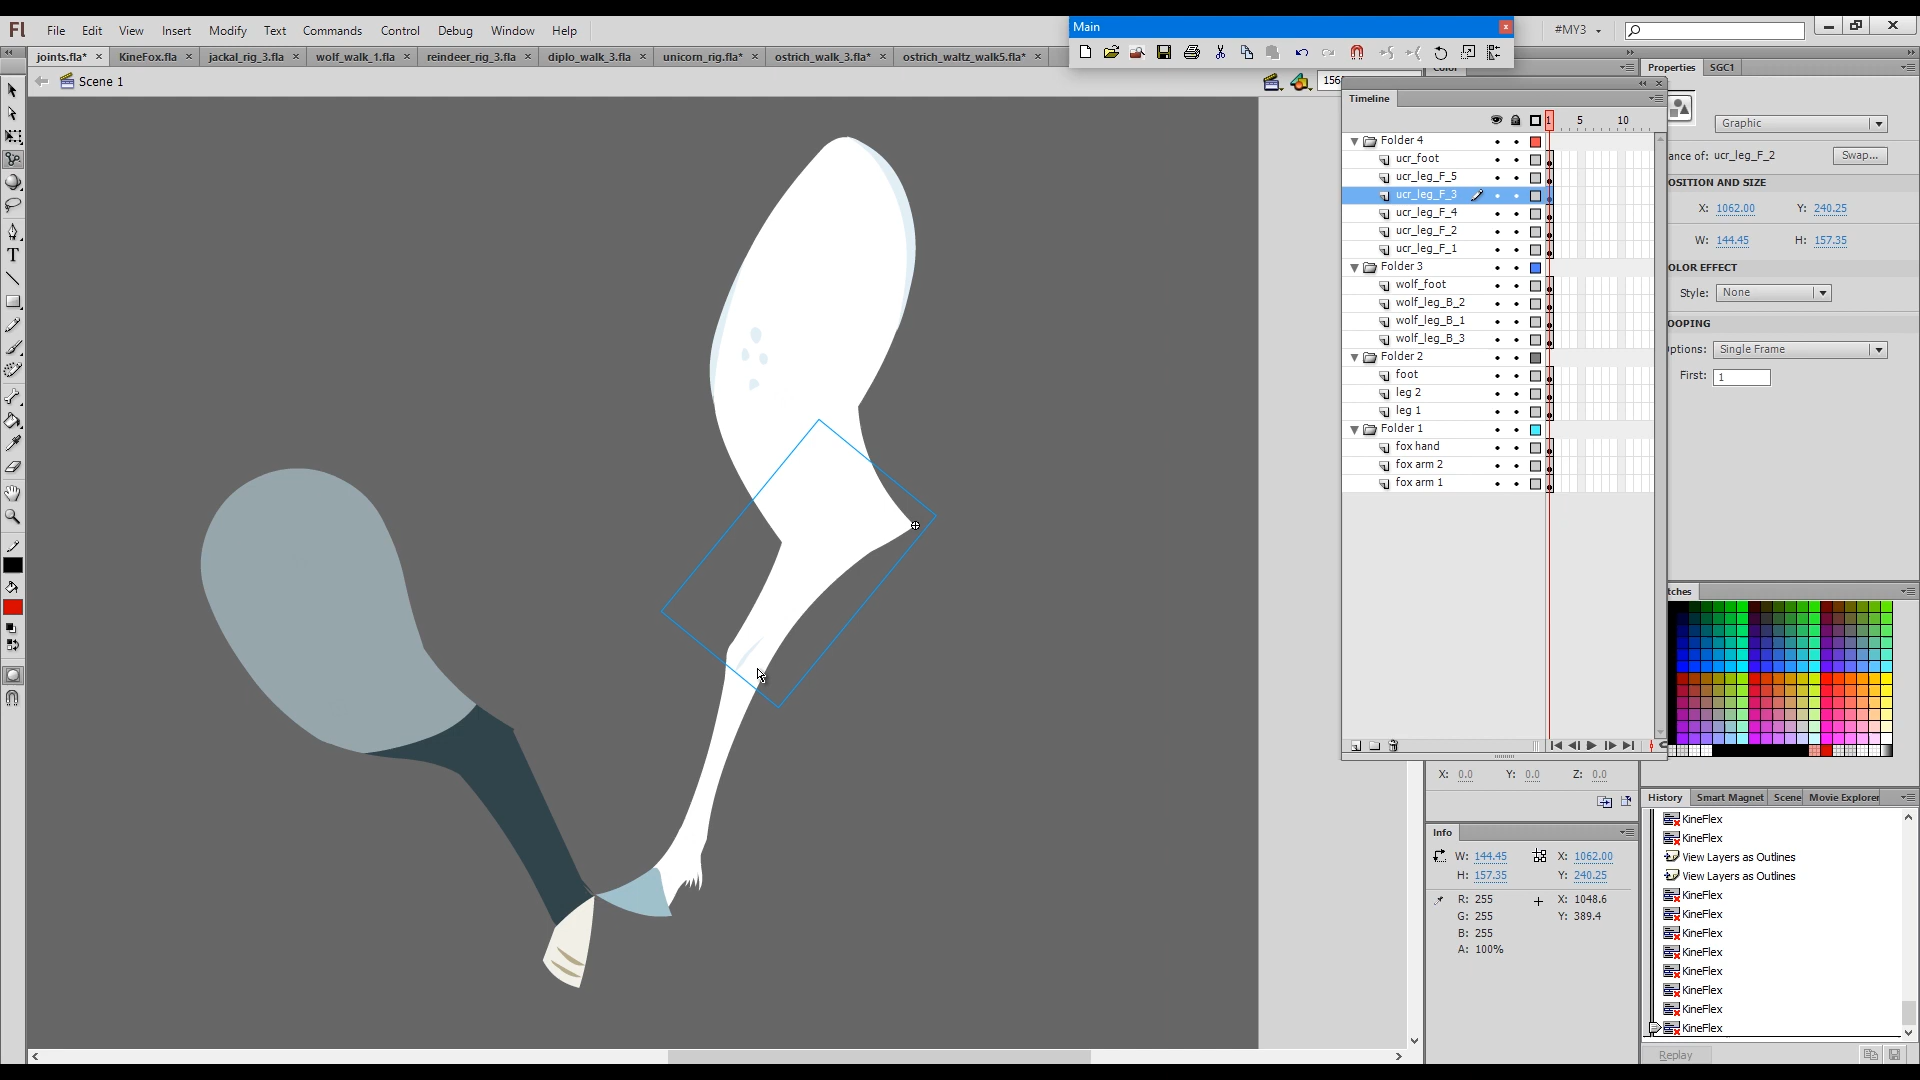 Main
Fl File Edit View Insert Modify Text Commands Control Debug Window Help
#MY3
joints.fla* × KineFox.fla × jackal_rig_3.fla × wolf_walk_1.fla × reindeer_rig_3.fla × diplo_walk_3.fla × unicorn_rig.fla* × ostrich_walk_3.fla* × ostrich_waltz_walk5.fla* ×
Scene 1
156
Color
Properties SGC1
Timeline
1 5 10
Folder 4
ucr_foot
ucr_leg_F_5
ucr_leg_F_3
ucr_leg_F_4
ucr_leg_F_2
ucr_leg_F_1
Folder 3
wolf_foot
wolf_leg_B_2
wolf_leg_B_1
wolf_leg_B_3
Folder 2
foot
leg 2
leg 1
Folder 1
fox hand
fox arm 2
fox arm 1
Graphic
ance of: ucr_leg_F_2 Swap...
OSITION AND SIZE
X: 1062.00 Y: 240.25
W: 144.45 H: 157.35
OLOR EFFECT
Style: None
OOPING
ptions: Single Frame
First: 1
tches
X: 0.0 Y: 0.0 Z: 0.0
Info
W: 144.45 X: 1062.00
H: 157.35 Y: 240.25
R: 255 X: 1048.6
G: 255 Y: 389.4
B: 255
A: 100%
History Smart Magnet Scene Movie Explorer
KineFlex
KineFlex
View Layers as Outlines
View Layers as Outlines
KineFlex
KineFlex
KineFlex
KineFlex
KineFlex
KineFlex
KineFlex
KineFlex
Replay